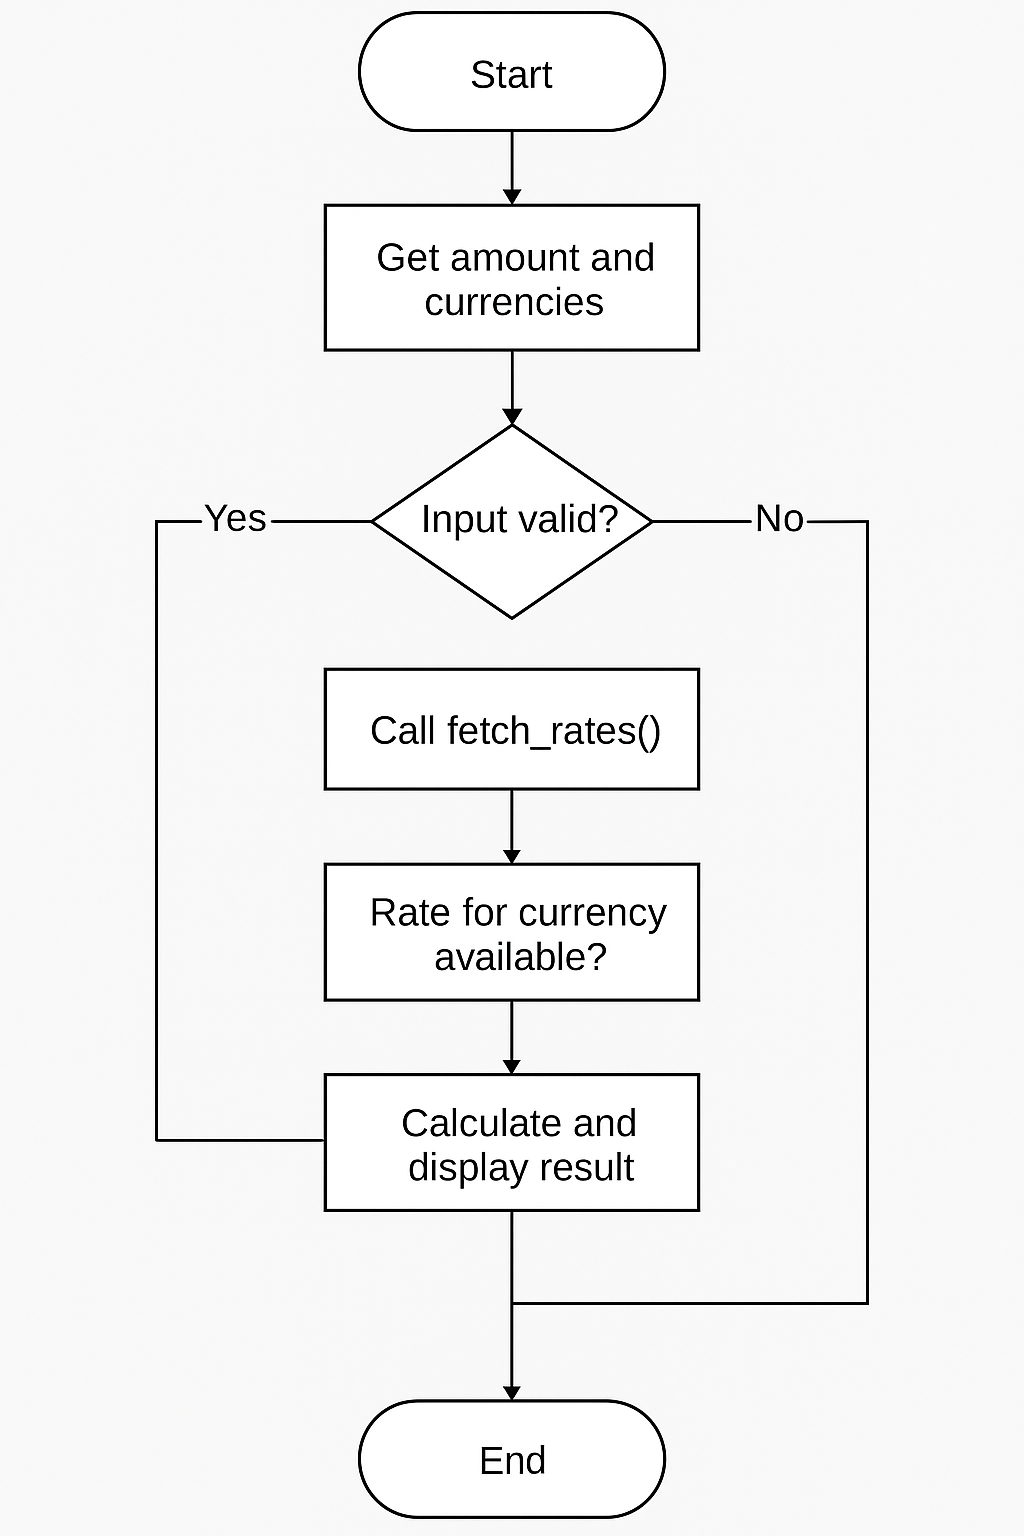 Start
Get amount and
currencies
Input valid?
Yes
No
Call fetch_rates()
Rate for currency
available?
Calculate and
display result
End